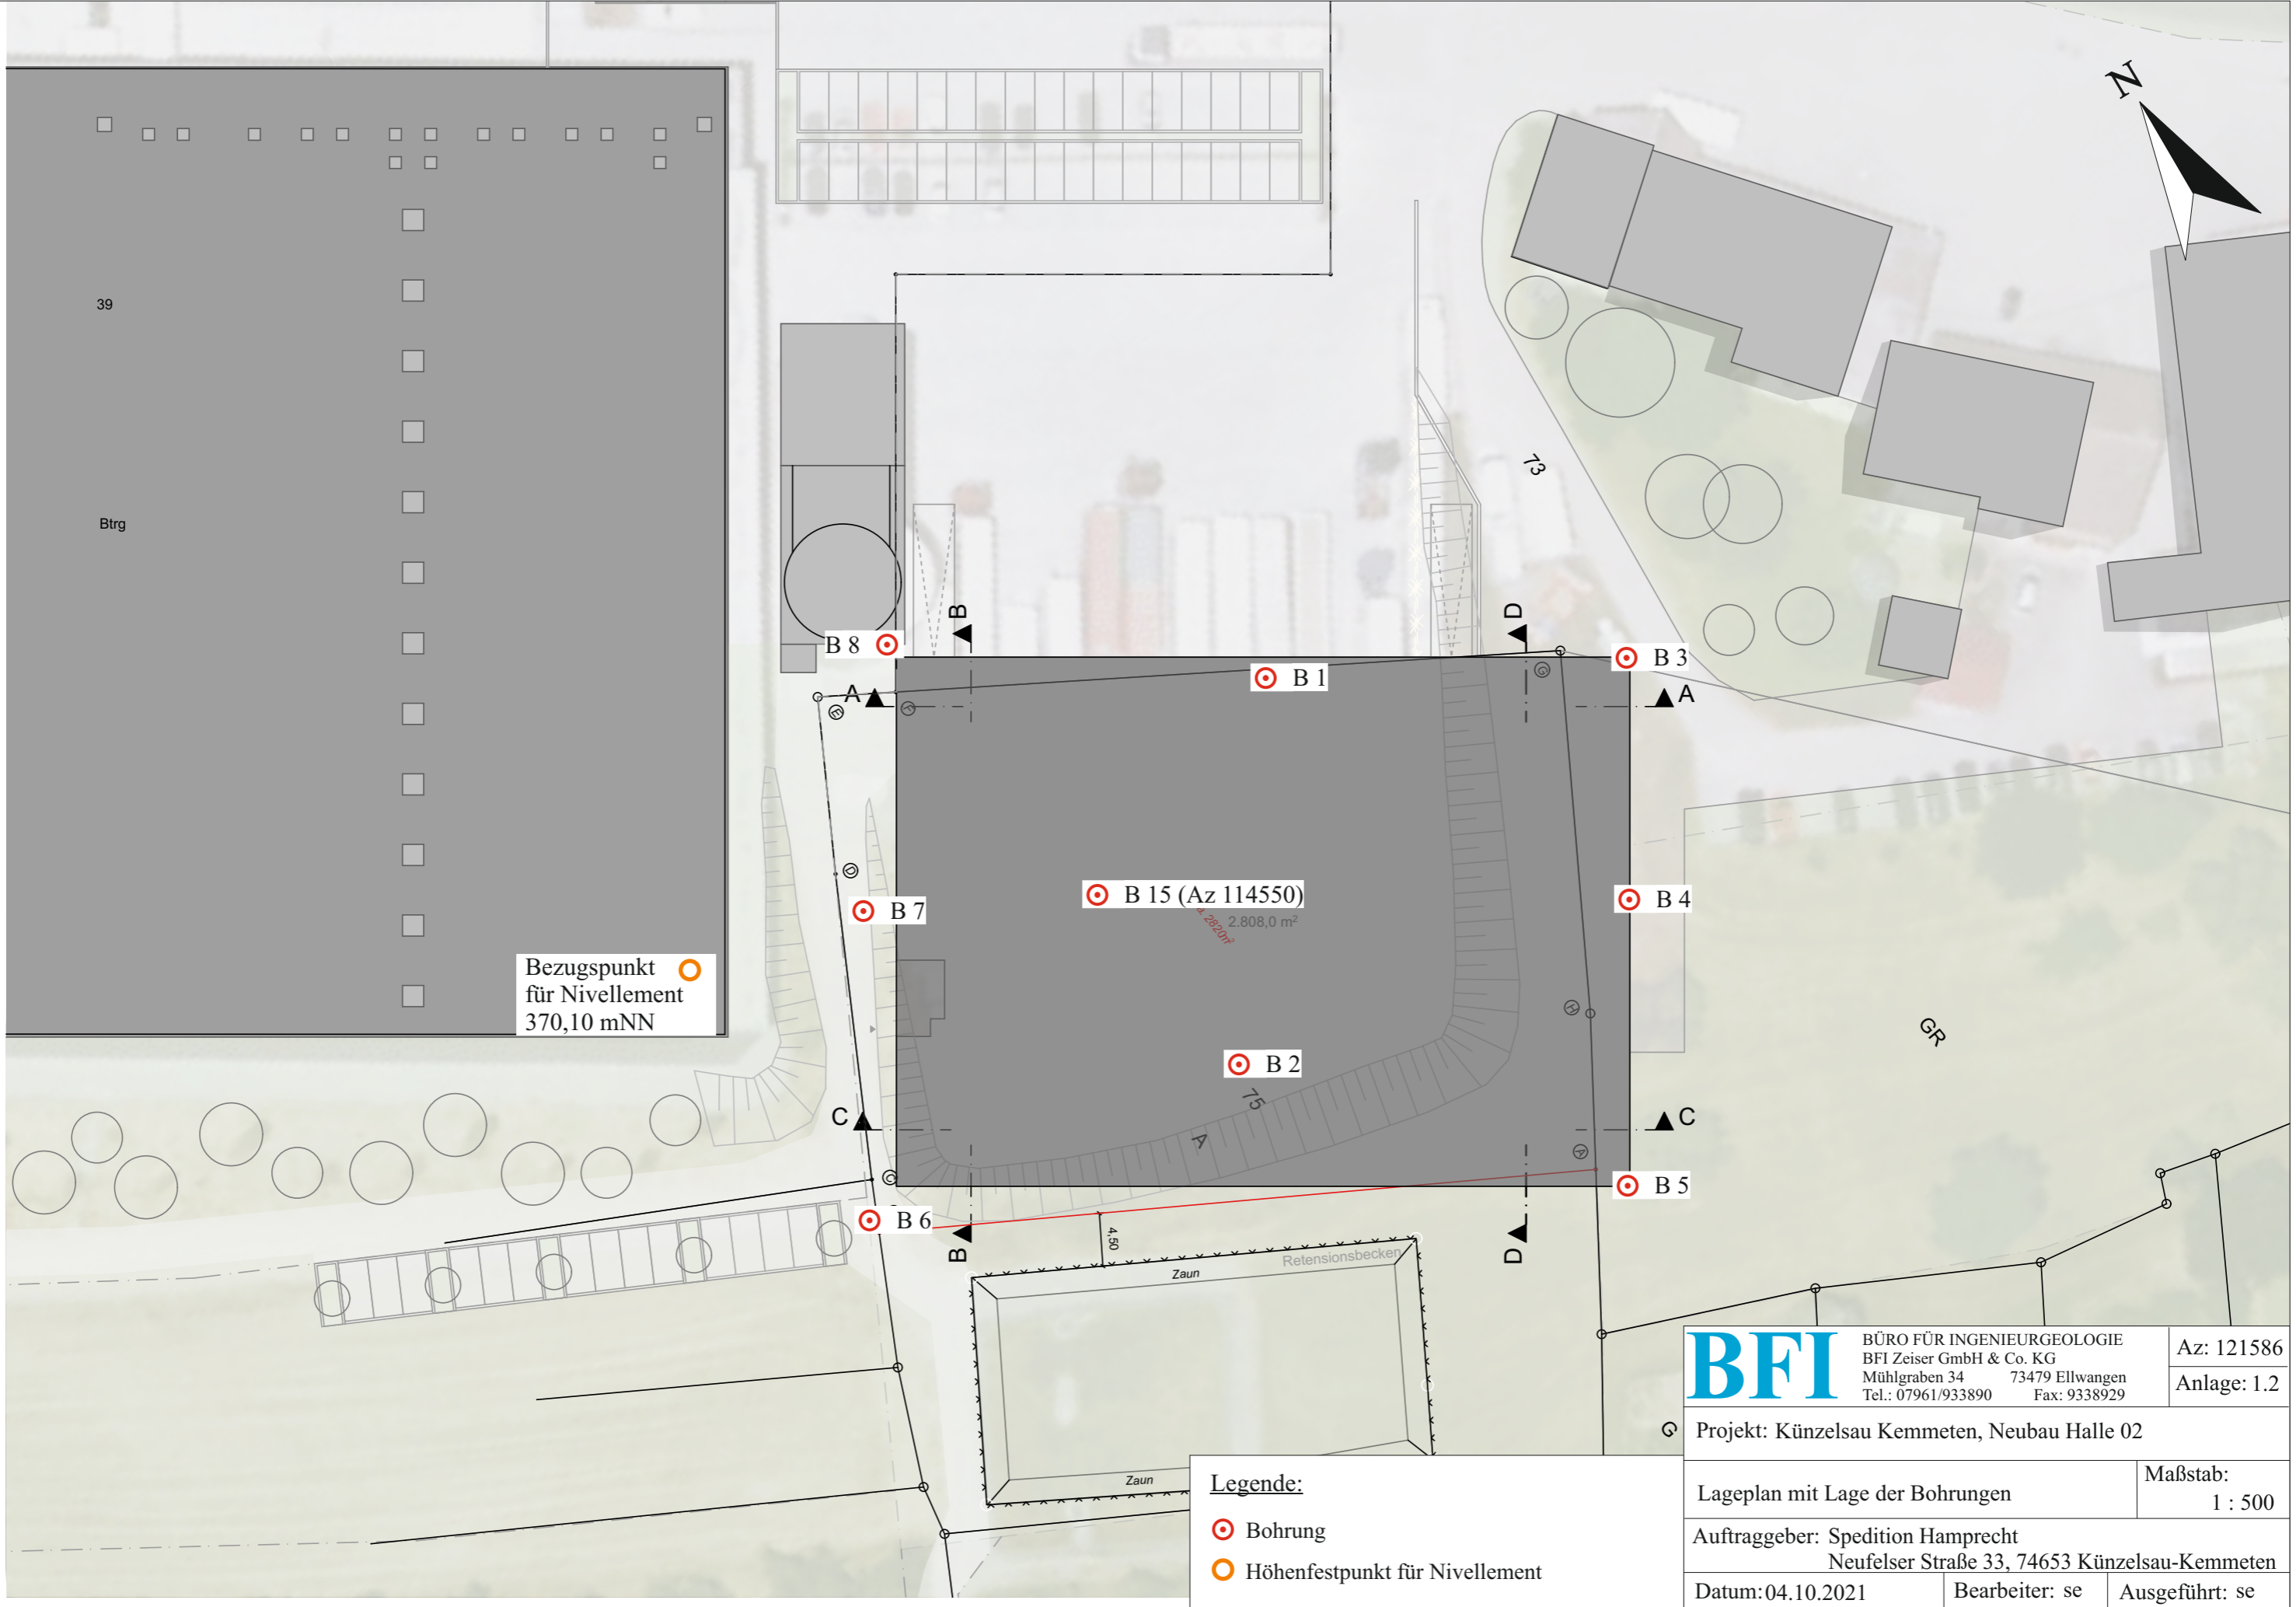 N
39
Btrg
73
B
D
B 8
B 3
B 1
A
A
E
F
G
D
B 7
B 15 (Az 114550)
2820m²
2.808,0 m²
B 4
Bezugspunkt
für Nivellement
370,10 mNN
H
GR
B 2
75
C
C
A
A
G
B 5
B 6
B
D
4,50
Retensionsbecken
Zaun
Zaun
G
Legende:
Bohrung
Höhenfestpunkt für Nivellement
BFI
BÜRO FÜR INGENIEURGEOLOGIE
BFI Zeiser GmbH & Co. KG
Mühlgraben 34 73479 Ellwangen
Tel.: 07961/933890 Fax: 9338929
Az: 121586
Anlage: 1.2
Projekt: Künzelsau Kemmeten, Neubau Halle 02
Lageplan mit Lage der Bohrungen
Maßstab:
1 : 500
Auftraggeber: Spedition Hamprecht
Neufelser Straße 33, 74653 Künzelsau-Kemmeten
Datum: 04.10.2021
Bearbeiter: se
Ausgeführt: se